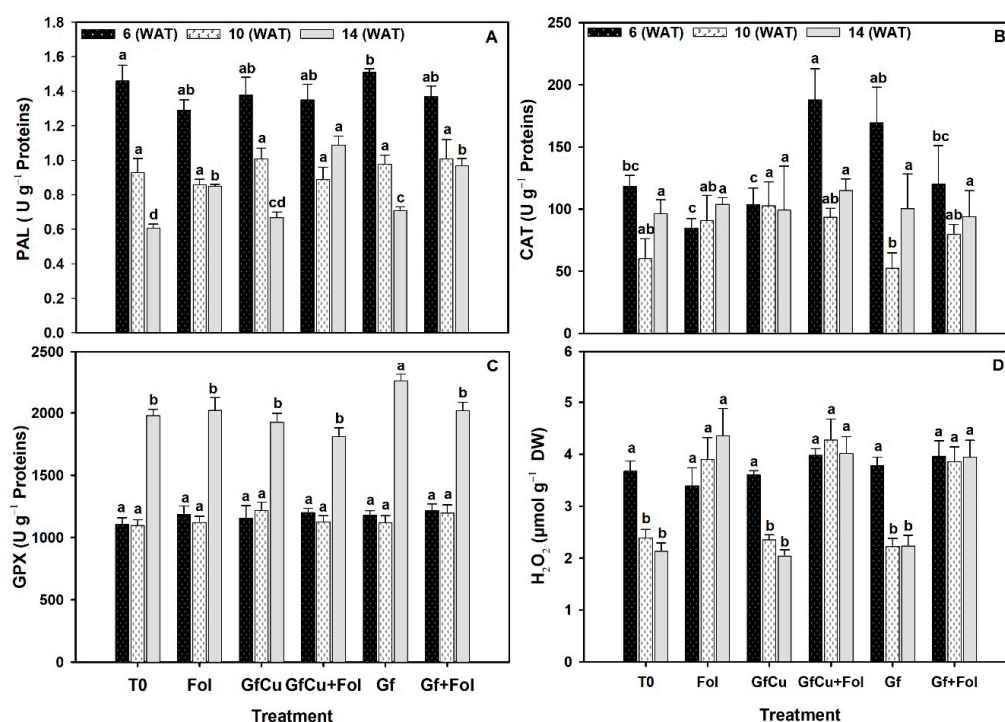 6 (WAT) 10 (WAT) 14 (WAT)
A
PAL ( U g⁻¹ Proteins)
1.8
1.6
1.4
1.2
1.0
0.8
0.6
0.4
0.2
0.0
a a d
ab a b
ab a cd
ab a a
b a c
ab a b
6 (WAT) 10 (WAT) 14 (WAT)
B
CAT (U g⁻¹ Proteins)
250
200
150
100
50
0
bc ab a
c ab a
c a a
a ab a
ab b a
bc ab a
C
GPX (U g⁻¹ Proteins)
2500
2000
1500
1000
500
0
a a b
a a b
a a b
a a b
a a a
a a b
T0 Fol GfCu GfCu+Fol Gf Gf+Fol
Treatment
D
H₂O₂ (µmol g⁻¹ DW)
6
5
4
3
2
1
0
a b b
a a a
a b b
a a a
a b b
a a a
T0 Fol GfCu GfCu+Fol Gf Gf+Fol
Treatment